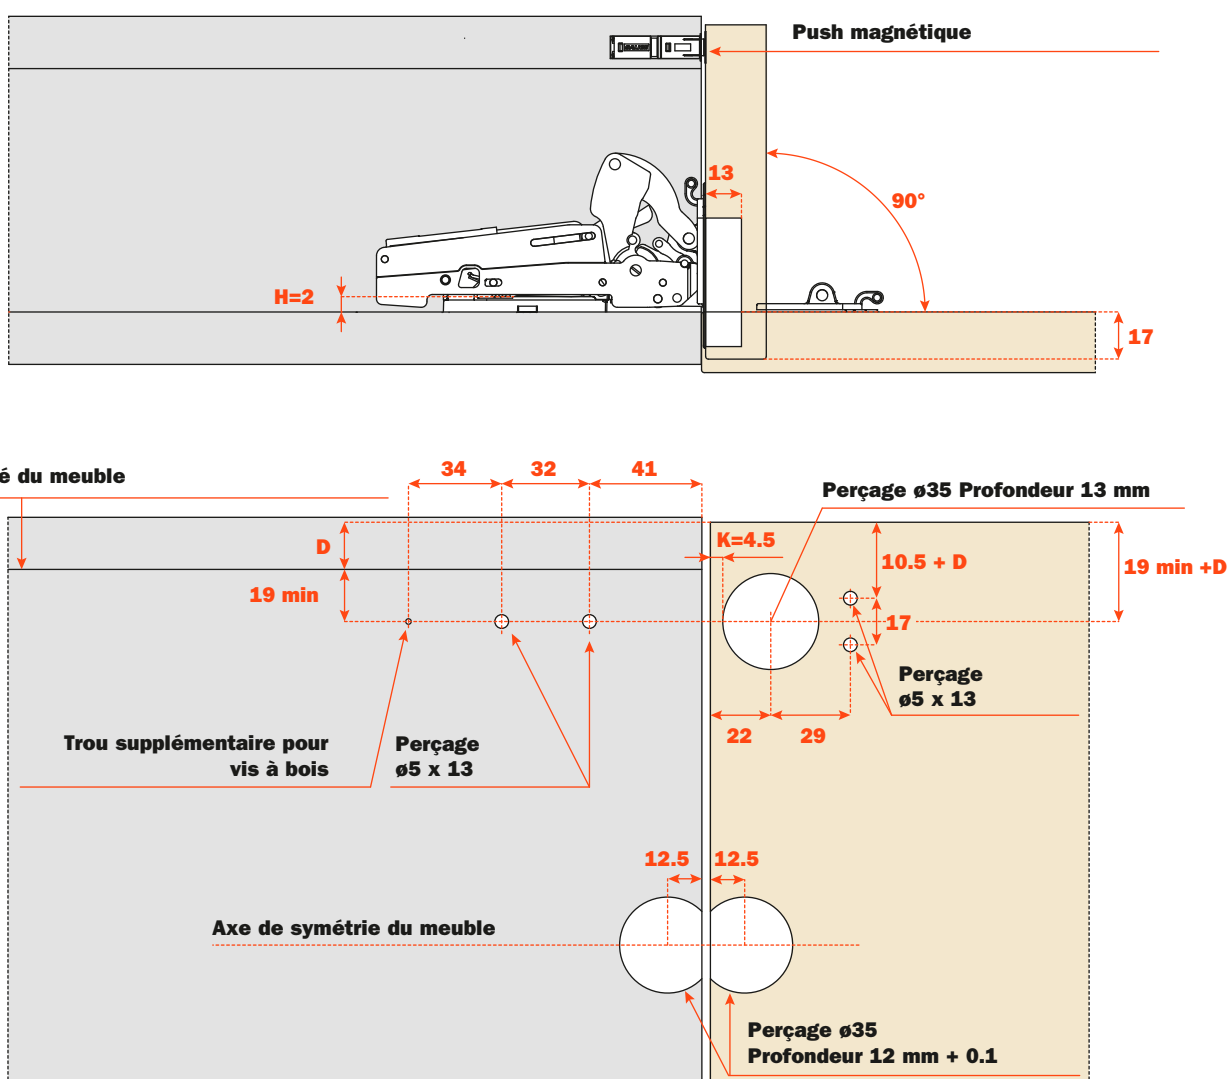 Push magnétique
13
90°
H=2
17
é du meuble
34
32
41
Perçage ø35 Profondeur 13 mm
D
K=4.5
10.5 + D
19 min +D
19 min
17
Perçage
ø5 x 13
22
29
Trou supplémentaire pour
vis à bois
Perçage
ø5 x 13
12.5
12.5
Axe de symétrie du meuble
Perçage ø35
Profondeur 12 mm + 0.1